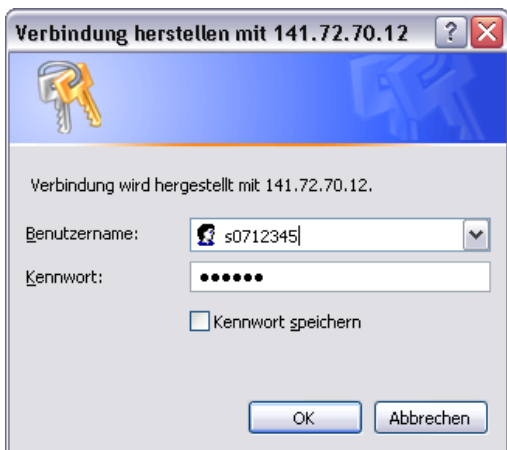 Verbindung herstellen mit 141.72.70.12
Verbindung wird hergestellt mit 141.72.70.12.
Benutzername: s0712345
Kennwort: ●●●●●●
Kennwort speichern
OK Abbrechen